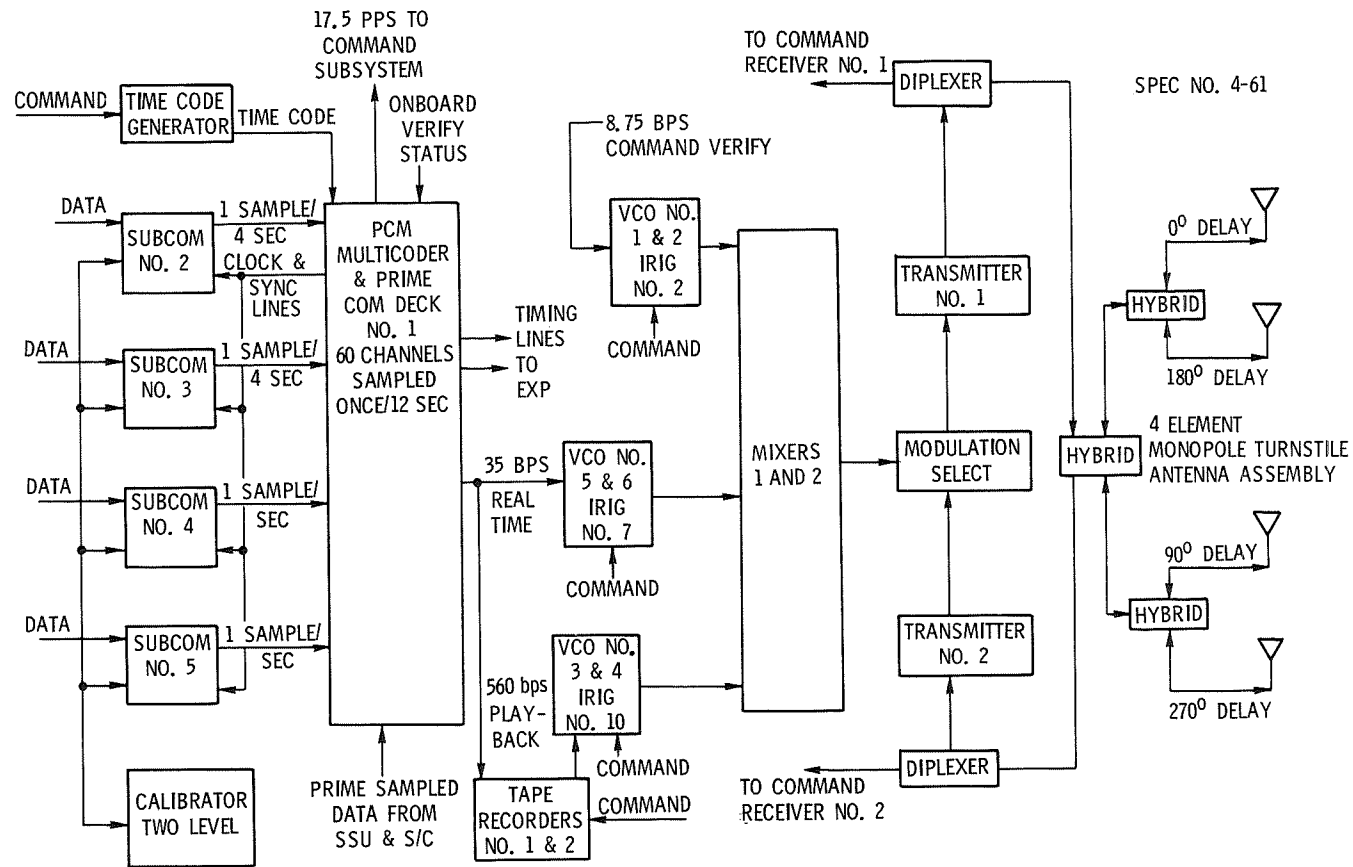 17.5 PPS TO
COMMAND
SUBSYSTEM
COMMAND
TIME CODE
GENERATOR
TIME CODE
ONBOARD
VERIFY
STATUS
DATA
SUBCOM
NO. 2
1 SAMPLE/
4 SEC
CLOCK &
SYNC
LINES
DATA
SUBCOM
NO. 3
1 SAMPLE/
4 SEC
DATA
SUBCOM
NO. 4
1 SAMPLE/
SEC
DATA
SUBCOM
NO. 5
1 SAMPLE/
SEC
CALIBRATOR
TWO LEVEL
PCM
MULTICODER
& PRIME
COM DECK
NO. 1
60 CHANNELS
SAMPLED
ONCE/12 SEC
PRIME SAMPLED
DATA FROM
SSU & S/C
TIMING
LINES
TO
EXP
35 BPS
REAL
TIME
560 bps
PLAY-
BACK
8.75 BPS
COMMAND VERIFY
VCO NO.
1 & 2
IRIG
NO. 2
COMMAND
VCO NO.
5 & 6
IRIG
NO. 7
COMMAND
VCO NO.
3 & 4
IRIG
NO. 10
COMMAND
TAPE
RECORDERS
NO. 1 & 2
COMMAND
MIXERS
1 AND 2
TO COMMAND
RECEIVER NO. 1
DIPLEXER
TRANSMITTER
NO. 1
MODULATION
SELECT
TRANSMITTER
NO. 2
DIPLEXER
TO COMMAND
RECEIVER NO. 2
SPEC NO. 4-61
0⁰ DELAY
HYBRID
180⁰ DELAY
HYBRID
4 ELEMENT
MONOPOLE TURNSTILE
ANTENNA ASSEMBLY
90⁰ DELAY
HYBRID
270⁰ DELAY